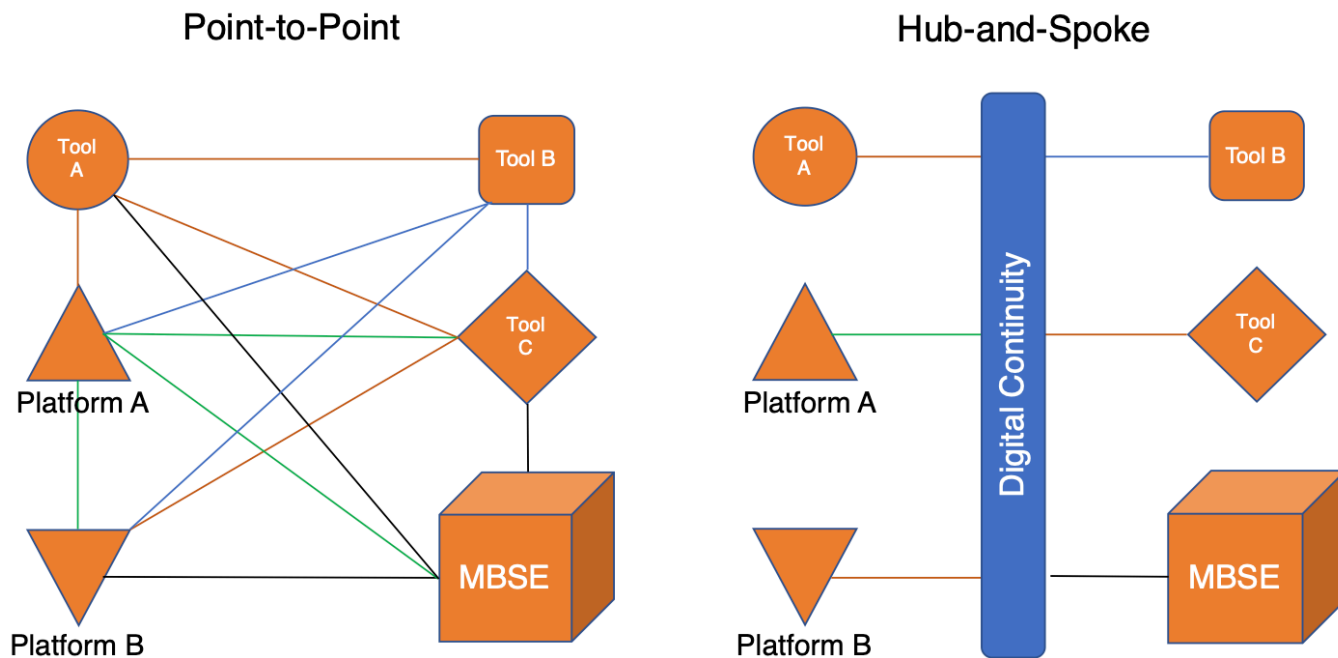 Point-to-Point
Tool
A
Tool B
Tool
C
Platform A
MBSE
Platform B
Hub-and-Spoke
Tool
A
Tool B
Digital Continuity
Tool
C
Platform A
MBSE
Platform B